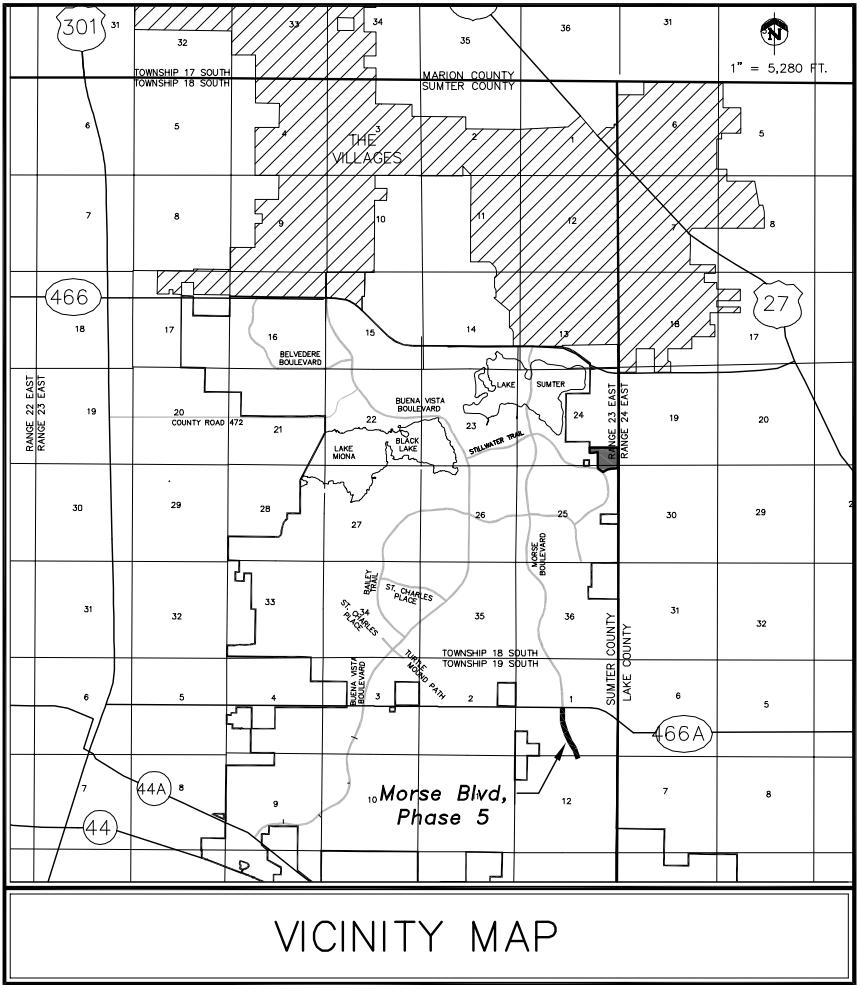 301
31
32
33
34
35
36
31
N
1" = 5,280 FT.
TOWNSHIP 17 SOUTH
TOWNSHIP 18 SOUTH
MARION COUNTY
SUMTER COUNTY
6
5
4
3
2
1
6
5
THE
VILLAGES
7
8
9
10
11
12
7
8
466
27
18
17
16
15
14
13
18
17
BELVEDERE
BOULEVARD
LAKE
SUMTER
RANGE 22 EAST
RANGE 23 EAST
BUENA VISTA
BOULEVARD
RANGE 23 EAST
RANGE 24 EAST
19
20
COUNTY ROAD 472
21
22
23
24
19
20
LAKE
MIONA
BLACK
LAKE
STILLWATER TRAIL
30
29
28
27
26
25
30
29
2
MORSE
BOULEVARD
31
32
33
34
35
36
31
32
BAILEY
TRAIL
ST. CHARLES
PLACE
ST. CHARLES
PLACE
SUMTER COUNTY
LAKE COUNTY
TOWNSHIP 18 SOUTH
TOWNSHIP 19 SOUTH
TURTLE
MOUND PATH
BUENA VISTA
BOULEVARD
6
5
4
3
2
1
6
5
466A
7
44A
8
9
10
11
12
7
8
Morse Blvd,
Phase 5
44
VICINITY MAP